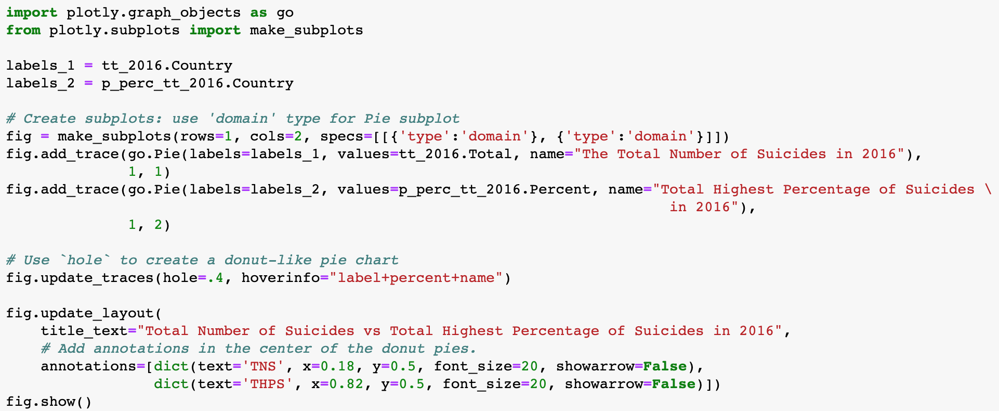 import plotly.graph_objects as go
from plotly.subplots import make_subplots

labels_1 = tt_2016.Country
labels_2 = p_perc_tt_2016.Country

# Create subplots: use 'domain' type for Pie subplot
fig = make_subplots(rows=1, cols=2, specs=[[{'type':'domain'}, {'type':'domain'}]])
fig.add_trace(go.Pie(labels=labels_1, values=tt_2016.Total, name="The Total Number of Suicides in 2016"),
              1, 1)
fig.add_trace(go.Pie(labels=labels_2, values=p_perc_tt_2016.Percent, name="Total Highest Percentage of Suicides \
                                                                            in 2016"),
              1, 2)

# Use `hole` to create a donut-like pie chart
fig.update_traces(hole=.4, hoverinfo="label+percent+name")

fig.update_layout(
    title_text="Total Number of Suicides vs Total Highest Percentage of Suicides in 2016",
    # Add annotations in the center of the donut pies.
    annotations=[dict(text='TNS', x=0.18, y=0.5, font_size=20, showarrow=False),
                 dict(text='THPS', x=0.82, y=0.5, font_size=20, showarrow=False)])
fig.show()